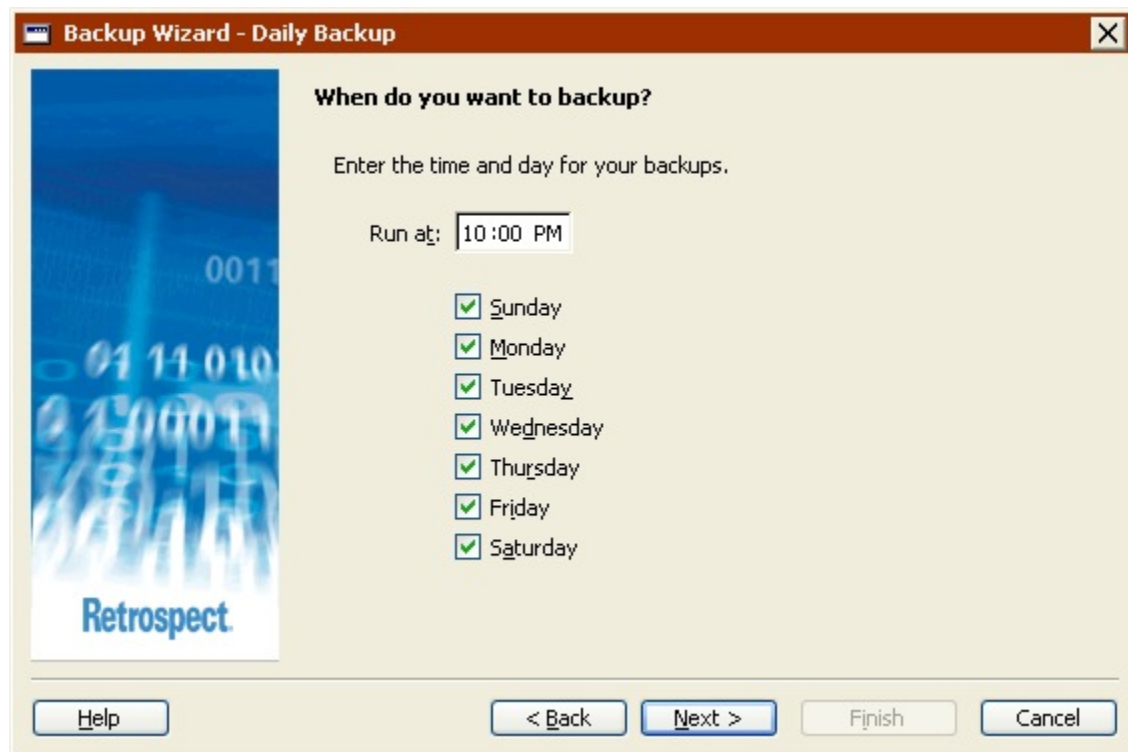 Backup Wizard - Daily Backup
When do you want to backup?
Enter the time and day for your backups.
Run at: 10:00 PM
0011
Sunday
Monday
01 11 010
Tuesday
Wednesday
Thursday
Friday
Saturday
Retrospect.
Help
< Back
Next >
Finish
Cancel